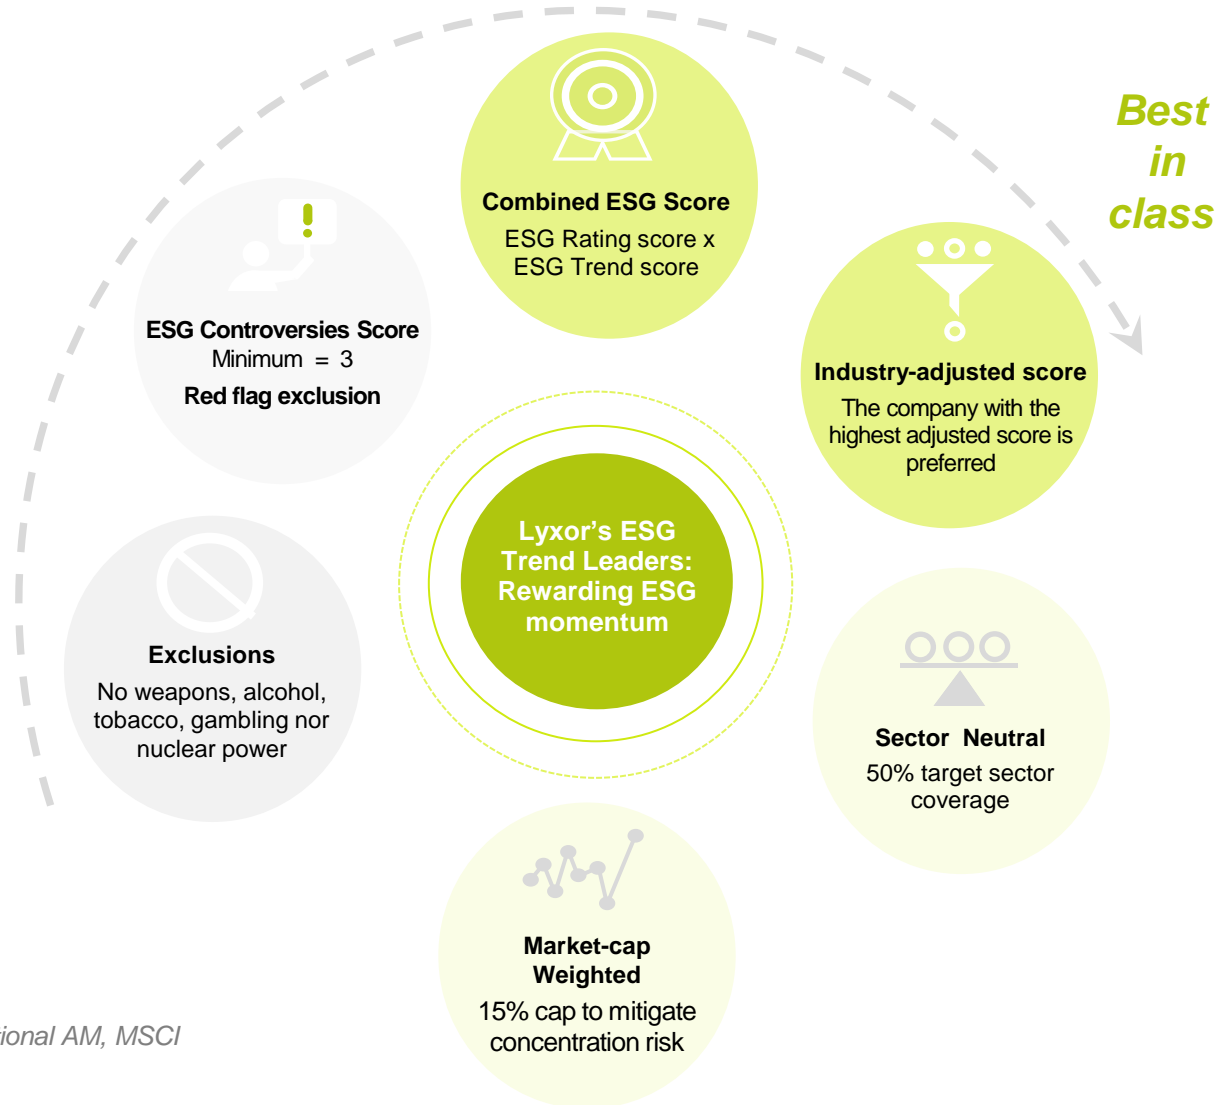 Best
in
class
Combined ESG Score
ESG Rating score x
ESG Trend score
!
ESG Controversies Score
Minimum = 3
Red flag exclusion
Industry-adjusted score
The company with the
highest adjusted score is
preferred
Lyxor’s ESG
Trend Leaders:
Rewarding ESG
momentum
Exclusions
No weapons, alcohol,
tobacco, gambling nor
nuclear power
Sector Neutral
50% target sector
coverage
Market-cap
Weighted
15% cap to mitigate
concentration risk
tional AM, MSCI